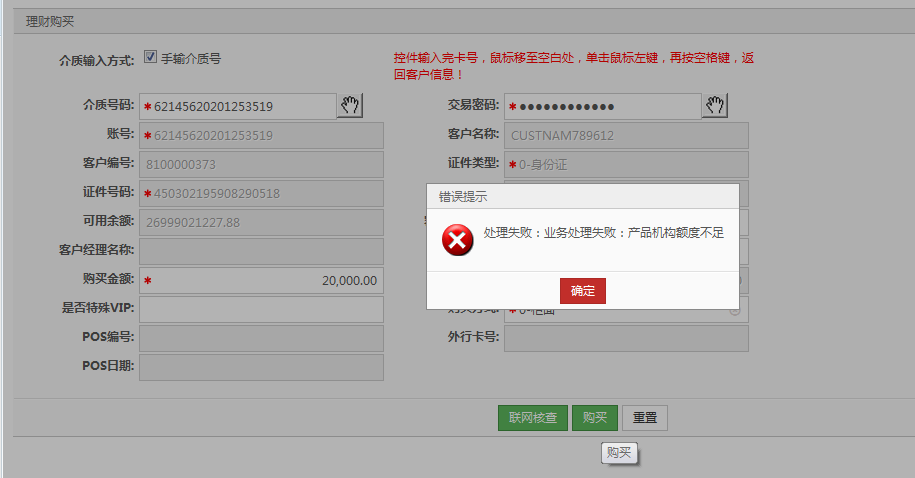 理财购买
介质输入方式: 手输介质号
控件输入完卡号，鼠标移至空白处，单击鼠标左键，再按空格键，返
回客户信息！
介质号码: *62145620201253519
交易密码: *●●●●●●●●●●●●
账号: *62145620201253519
客户名称: CUSTNAM789612
客户编号: 8100000373
证件类型: *0-身份证
证件号码: *450302195908290518
错误提示
可用余额: 26999021227.88
处理失败：业务处理失败：产品机构额度不足
客户经理名称:
购买金额: * 20,000.00
确定
是否特殊VIP:
POS编号:
外行卡号:
POS日期:
联网核查 购买 重置
购买